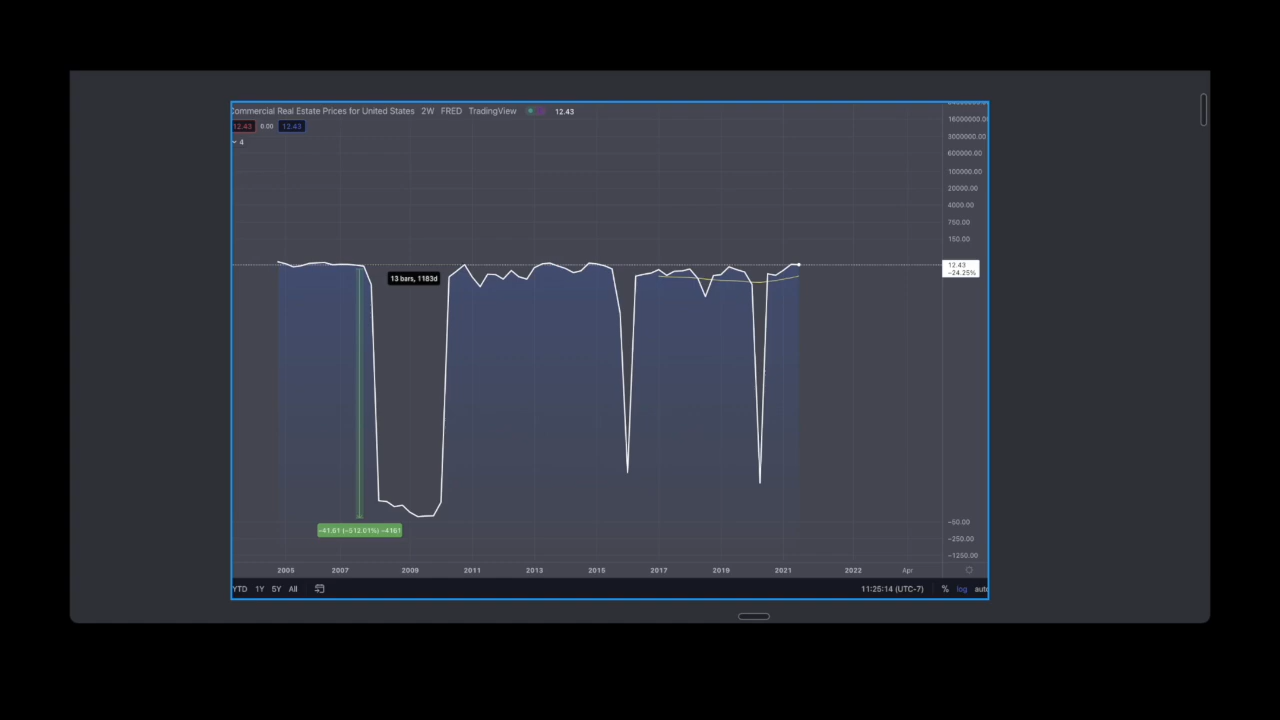 Commercial Real Estate Prices for United States 2W FRED TradingView 12.43
12.43 0.00 12.43
4
16000000.00
3000000.00
600000.00
100000.00
20000.00
4000.00
750.00
150.00
12.43
−24.25%
13 bars, 1183d
−41.61 (−512.01%) −4161
−50.00
−250.00
−1250.00
2005 2007 2009 2011 2013 2015 2017 2019 2021 2022 Apr
YTD 1Y 5Y All 11:25:14 (UTC-7) % log auto